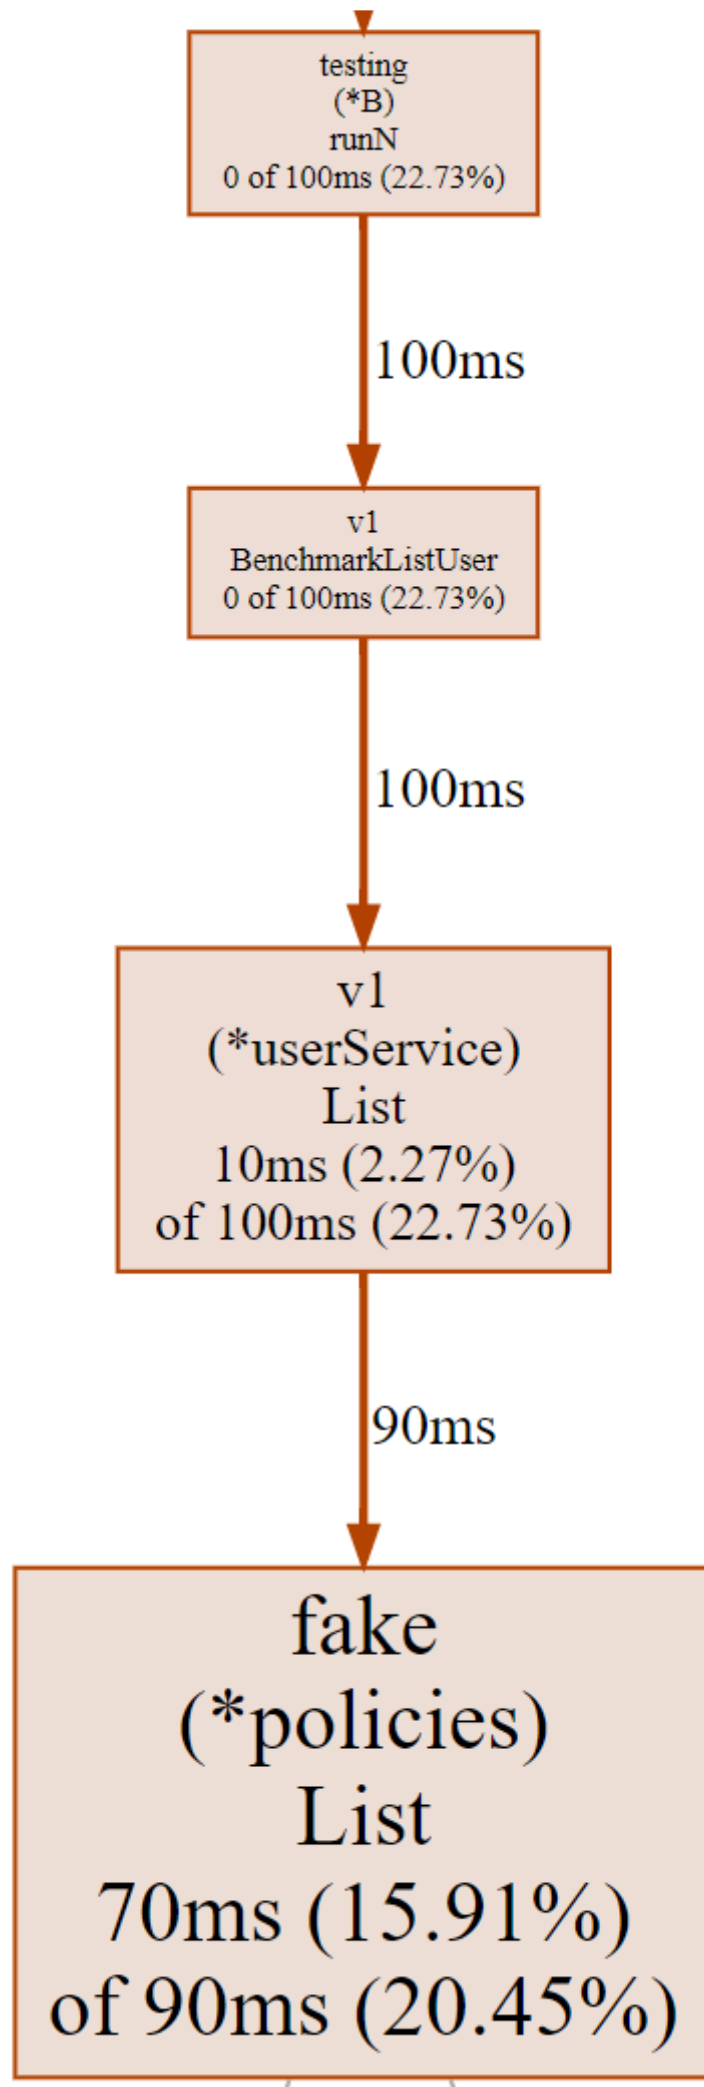 testing
(*B)
runN
0 of 100ms (22.73%)
100ms
v1
BenchmarkListUser
0 of 100ms (22.73%)
100ms
v1
(*userService)
List
10ms (2.27%)
of 100ms (22.73%)
90ms
fake
(*policies)
List
70ms (15.91%)
of 90ms (20.45%)